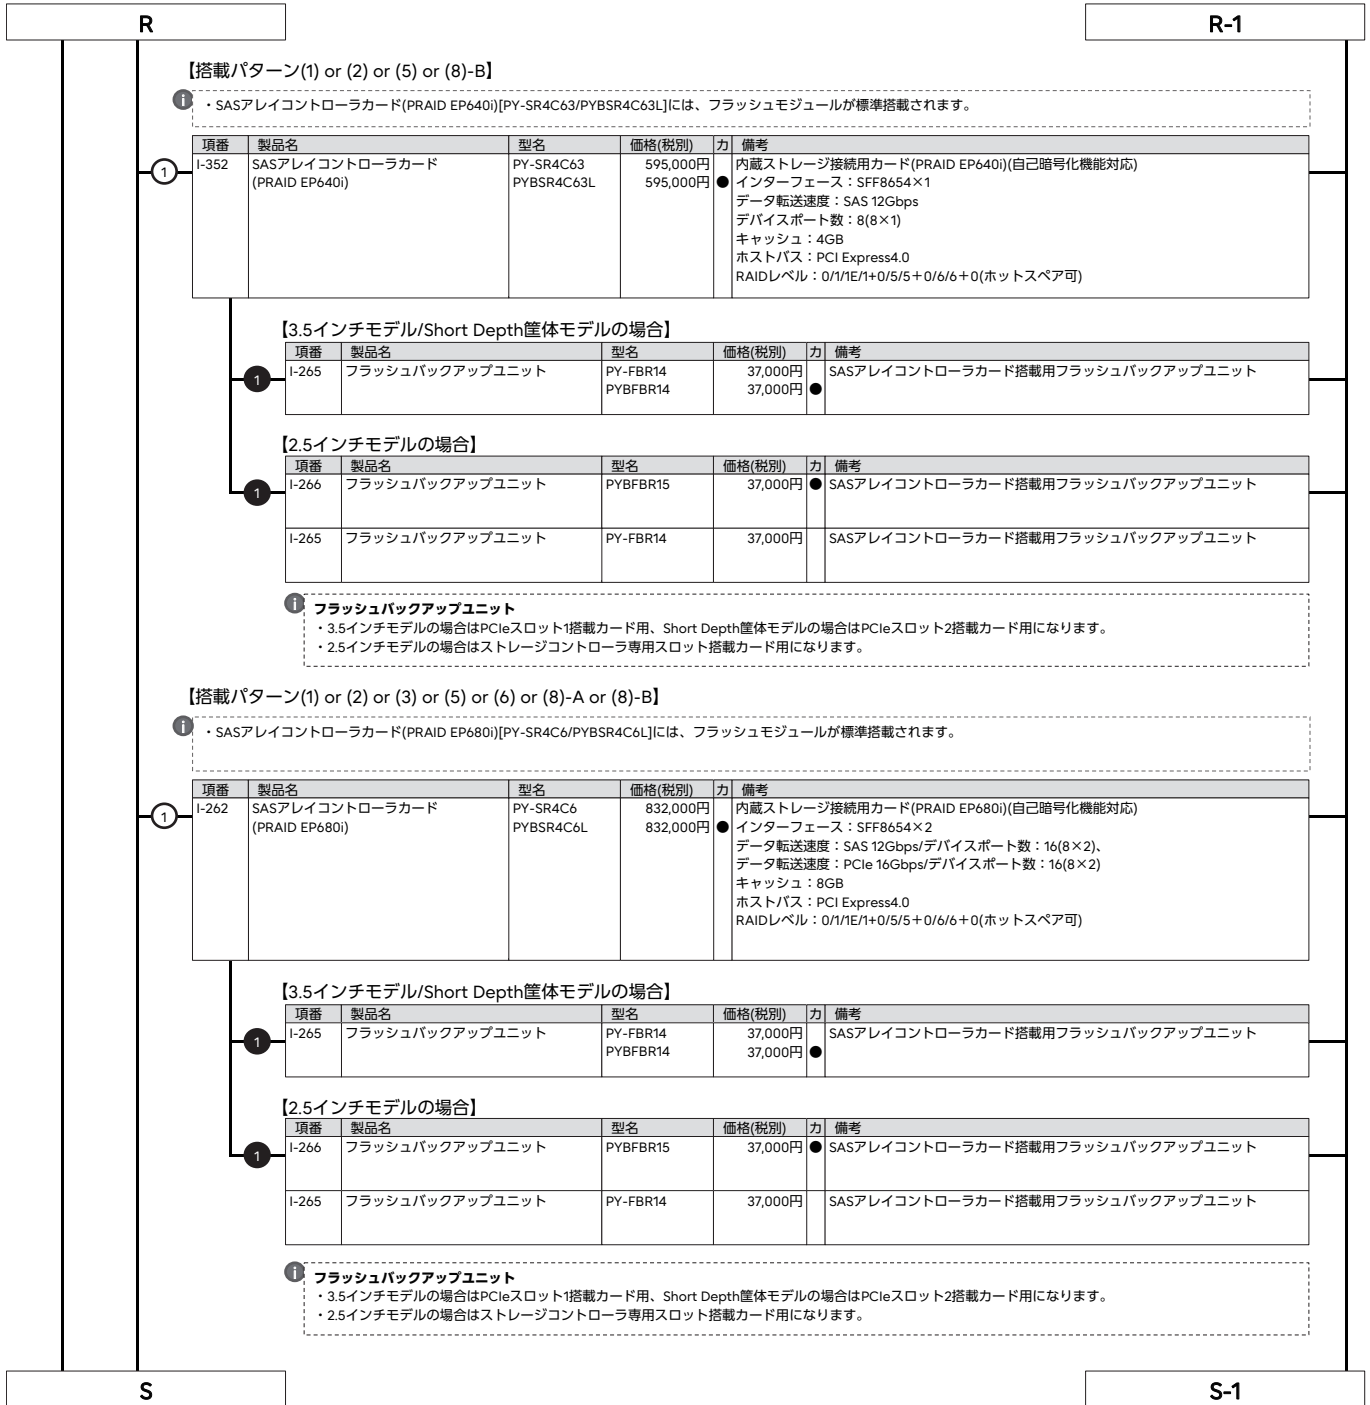 R
R-1
【搭載パターン(1) or (2) or (5) or (8)-B】
・SASアレイコントローラカード(PRAID EP640i)[PY-SR4C63/PYBSR4C63L]には、フラッシュモジュールが標準搭載されます。
項番 製品名 型名 価格(税別) カ 備考
I-352 SASアレイコントローラカード PY-SR4C63 595,000円 内蔵ストレージ接続用カード(PRAID EP640i)(自己暗号化機能対応)
(PRAID EP640i) PYBSR4C63L 595,000円 ● インターフェース：SFF8654×1
データ転送速度：SAS 12Gbps
デバイスポート数：8(8×1)
キャッシュ：4GB
ホストバス：PCI Express4.0
RAIDレベル：0/1/1E/1+0/5/5＋0/6/6＋0(ホットスペア可)
1
【3.5インチモデル/Short Depth筐体モデルの場合】
項番 製品名 型名 価格(税別) カ 備考
I-265 フラッシュバックアップユニット PY-FBR14 37,000円 SASアレイコントローラカード搭載用フラッシュバックアップユニット
PYBFBR14 37,000円 ●
1
【2.5インチモデルの場合】
項番 製品名 型名 価格(税別) カ 備考
I-266 フラッシュバックアップユニット PYBFBR15 37,000円 ● SASアレイコントローラカード搭載用フラッシュバックアップユニット
1
I-265 フラッシュバックアップユニット PY-FBR14 37,000円 SASアレイコントローラカード搭載用フラッシュバックアップユニット
i フラッシュバックアップユニット
・3.5インチモデルの場合はPCIeスロット1搭載カード用、Short Depth筐体モデルの場合はPCIeスロット2搭載カード用になります。
・2.5インチモデルの場合はストレージコントローラ専用スロット搭載カード用になります。
【搭載パターン(1) or (2) or (3) or (5) or (6) or (8)-A or (8)-B】
・SASアレイコントローラカード(PRAID EP680i)[PY-SR4C6/PYBSR4C6L]には、フラッシュモジュールが標準搭載されます。
項番 製品名 型名 価格(税別) カ 備考
I-262 SASアレイコントローラカード PY-SR4C6 832,000円 内蔵ストレージ接続用カード(PRAID EP680i)(自己暗号化機能対応)
(PRAID EP680i) PYBSR4C6L 832,000円 ● インターフェース：SFF8654×2
データ転送速度：SAS 12Gbps/デバイスポート数：16(8×2)、
データ転送速度：PCIe 16Gbps/デバイスポート数：16(8×2)
キャッシュ：8GB
ホストバス：PCI Express4.0
RAIDレベル：0/1/1E/1+0/5/5＋0/6/6＋0(ホットスペア可)
1
【3.5インチモデル/Short Depth筐体モデルの場合】
項番 製品名 型名 価格(税別) カ 備考
I-265 フラッシュバックアップユニット PY-FBR14 37,000円 SASアレイコントローラカード搭載用フラッシュバックアップユニット
PYBFBR14 37,000円 ●
1
【2.5インチモデルの場合】
項番 製品名 型名 価格(税別) カ 備考
I-266 フラッシュバックアップユニット PYBFBR15 37,000円 ● SASアレイコントローラカード搭載用フラッシュバックアップユニット
1
I-265 フラッシュバックアップユニット PY-FBR14 37,000円 SASアレイコントローラカード搭載用フラッシュバックアップユニット
i フラッシュバックアップユニット
・3.5インチモデルの場合はPCIeスロット1搭載カード用、Short Depth筐体モデルの場合はPCIeスロット2搭載カード用になります。
・2.5インチモデルの場合はストレージコントローラ専用スロット搭載カード用になります。
S
S-1